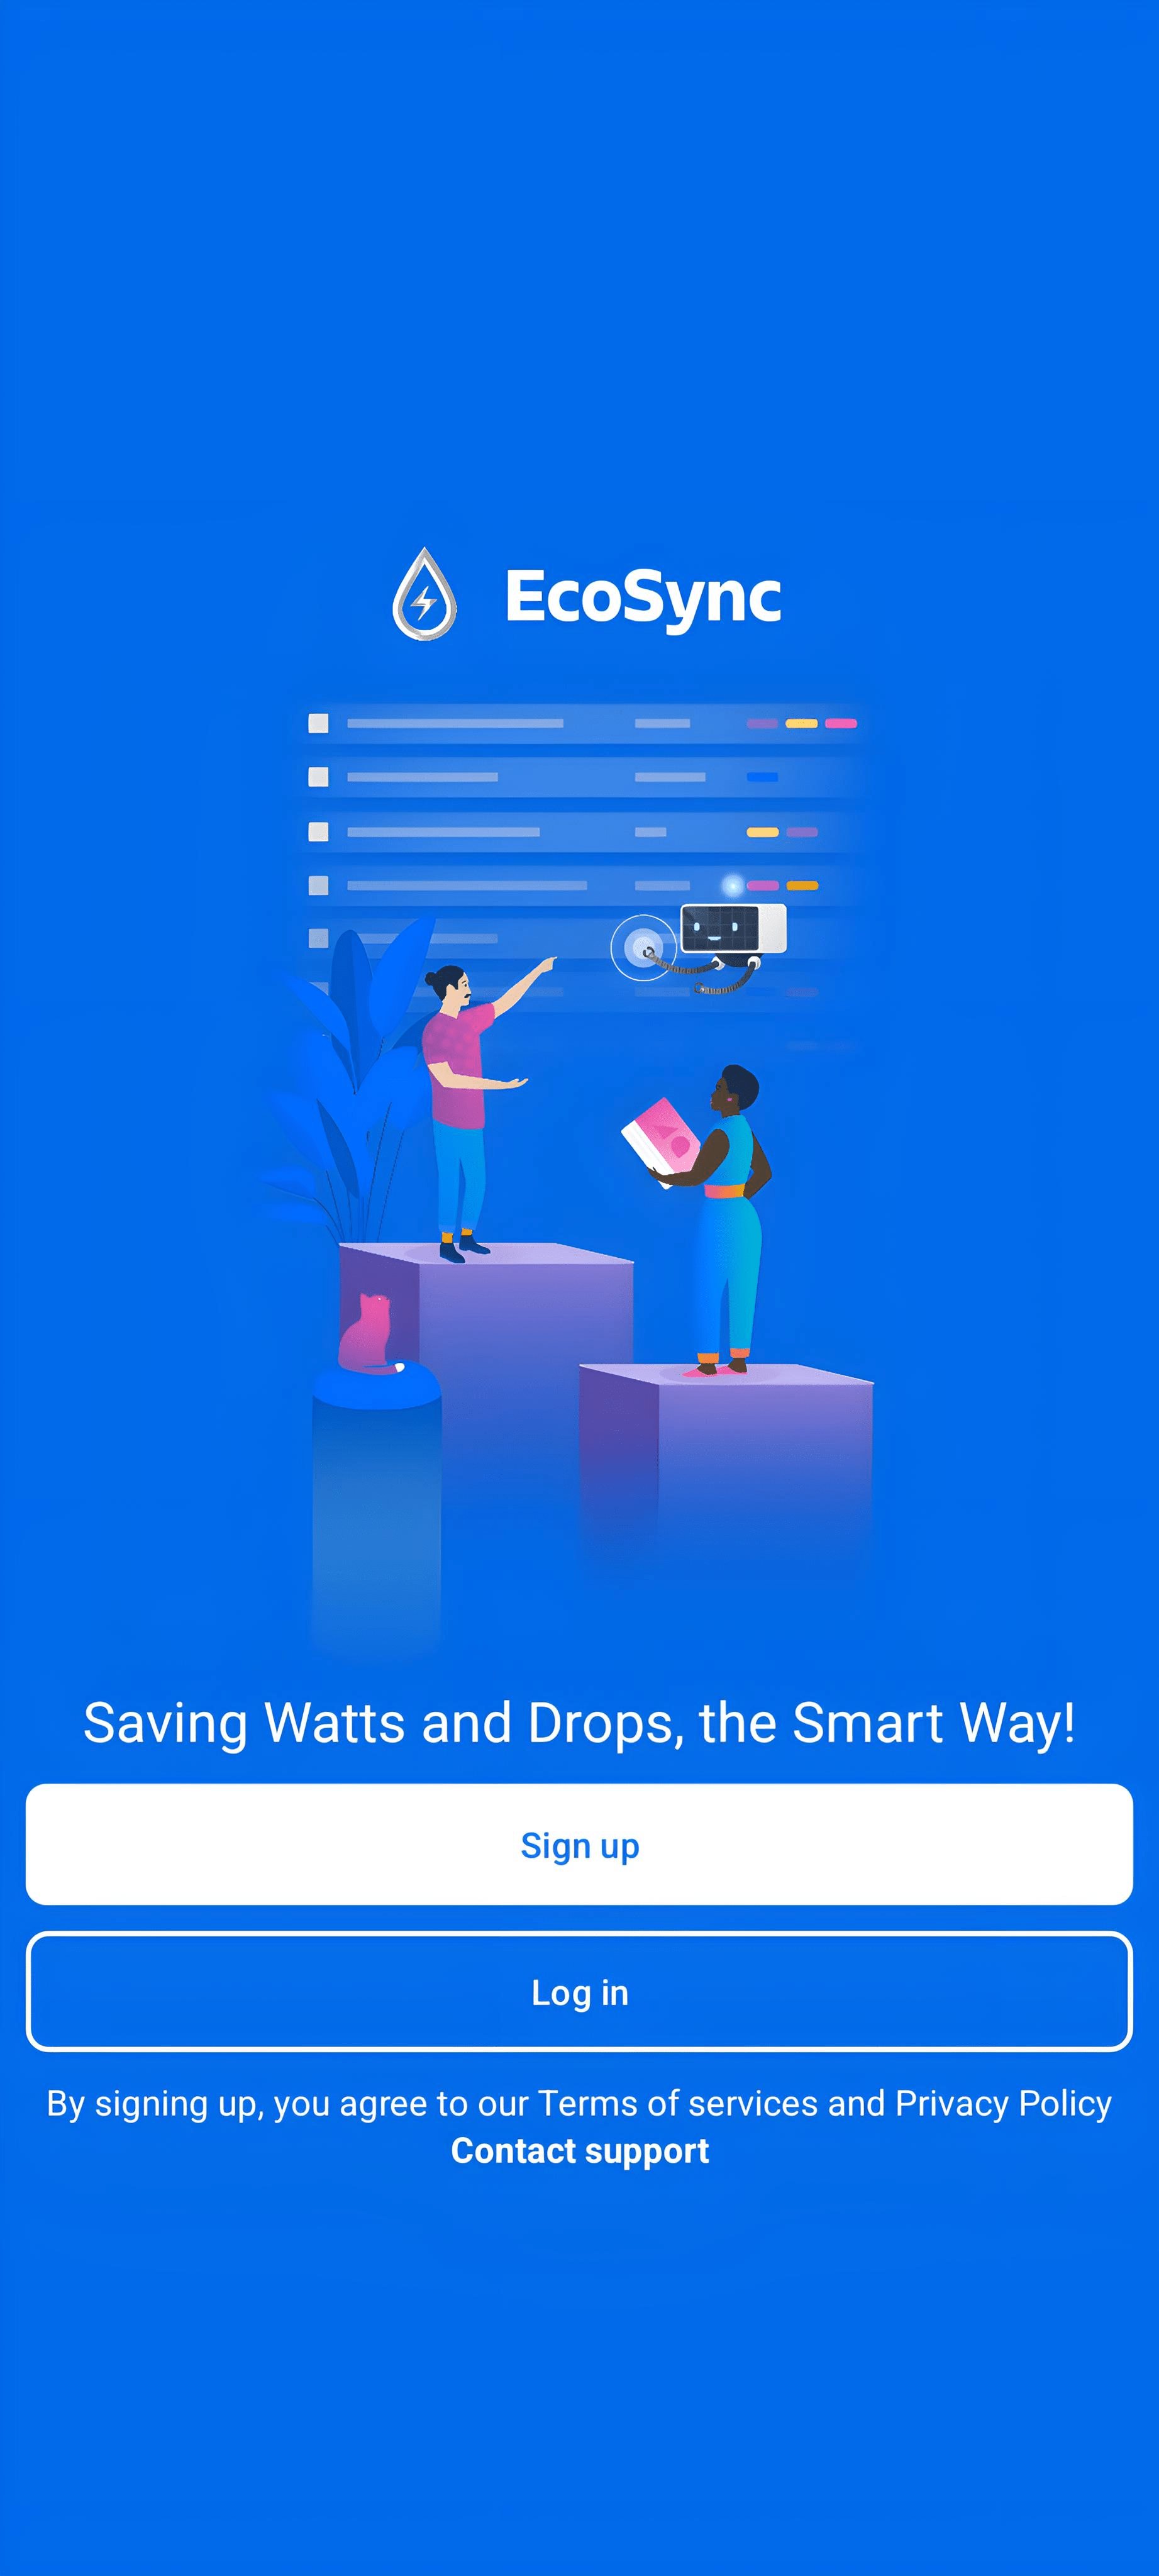 EcoSync
Saving Watts and Drops, the Smart Way!
Sign up
Log in
By signing up, you agree to our Terms of services and Privacy Policy
Contact support